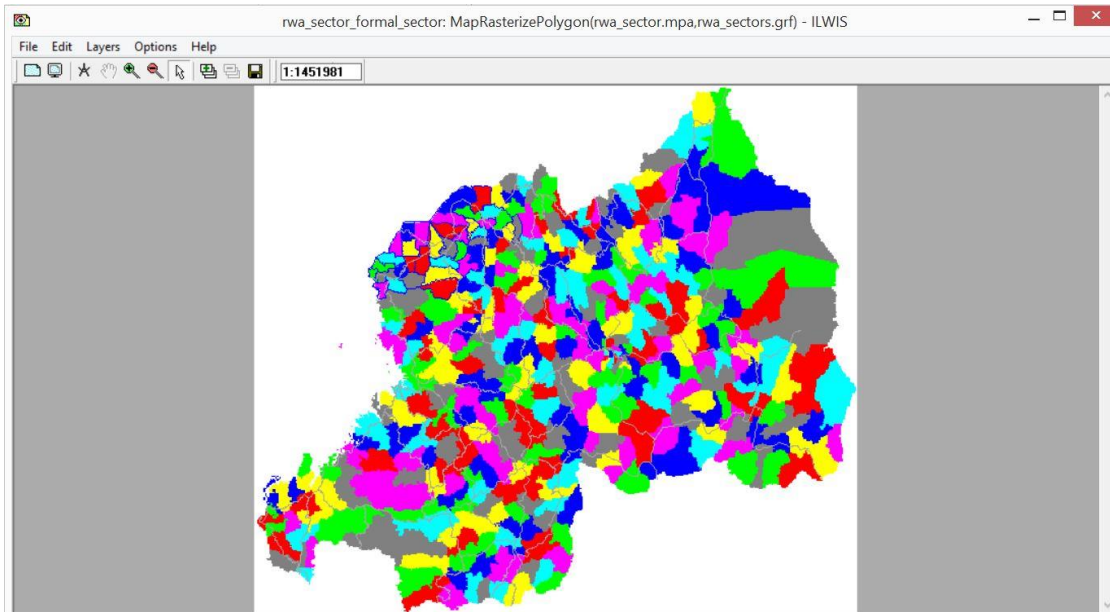 rwa_sector_formal_sector: MapRasterizePolygon(rwa_sector.mpa,rwa_sectors.grf) - ILWIS
File Edit Layers Options Help
1:1451981